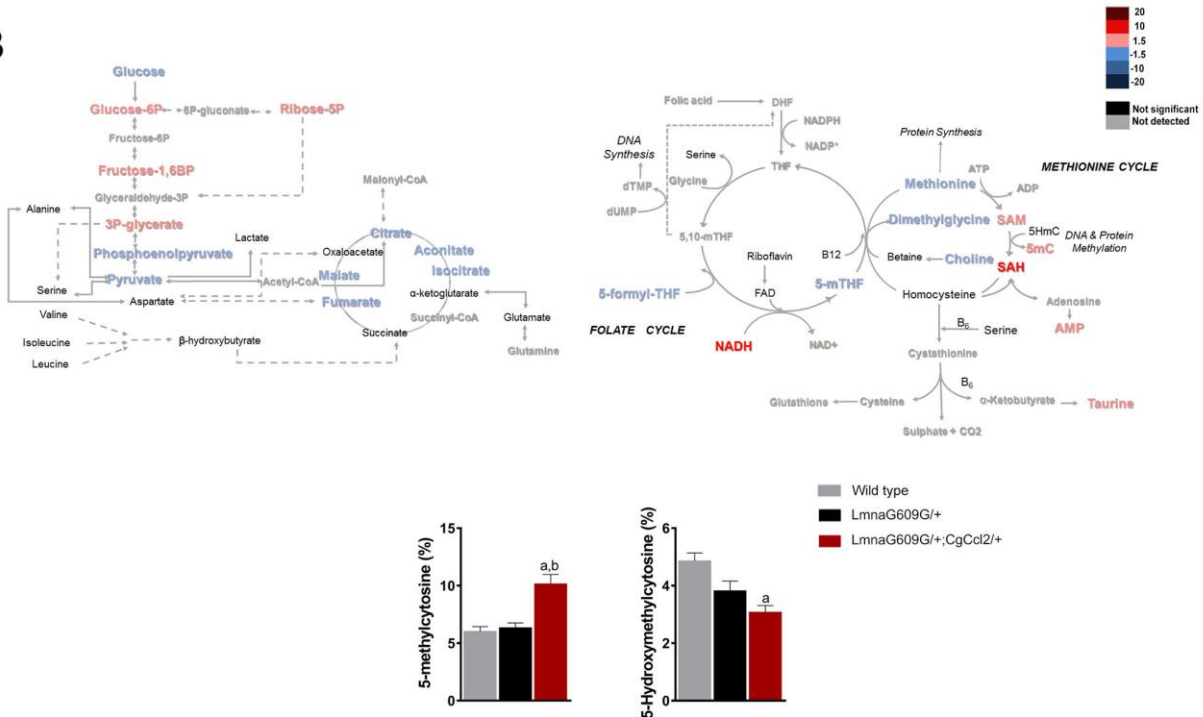 B
Glucose
Glucose-6P
6P-gluconate
Ribose-5P
Fructose-6P
Fructose-1,6BP
Glyceraldehyde-3P
3P-glycerate
Alanine
Phosphoenolpyruvate
Pyruvate
Lactate
Serine
Aspartate
Acetyl-CoA
Valine
Isoleucine
Leucine
β-hydroxybutyrate
Malonyl-CoA
Citrate
Oxaloacetate
Aconitate
Isocitrate
Malate
α-ketoglutarate
Fumarate
Succinyl-CoA
Succinate
Glutamate
Glutamine
Folic acid
DHF
NADPH
NADP⁺
DNA
Synthesis
Serine
Glycine
THF
dTMP
dUMP
5,10-mTHF
Riboflavin
FAD
B12
5-mTHF
5-formyl-THF
FOLATE CYCLE
NADH
NAD+
Protein Synthesis
METHIONINE CYCLE
ATP
ADP
Methionine
Dimethylglycine
SAM
5HmC
5mC
DNA & Protein
Methylation
Betaine
Choline
SAH
Homocysteine
Adenosine
AMP
B₆
Serine
Cystathionine
B₆
Glutathione
Cysteine
α-Ketobutyrate
Taurine
Sulphate + CO2
20
10
1.5
-1.5
-10
-20
Not significant
Not detected
Wild type
LmnaG609G/+
LmnaG609G/+;CgCcl2/+
5-methylcytosine (%)
15
10
5
0
a,b
5-Hydroxymethylcytosine (%)
6
4
2
0
a